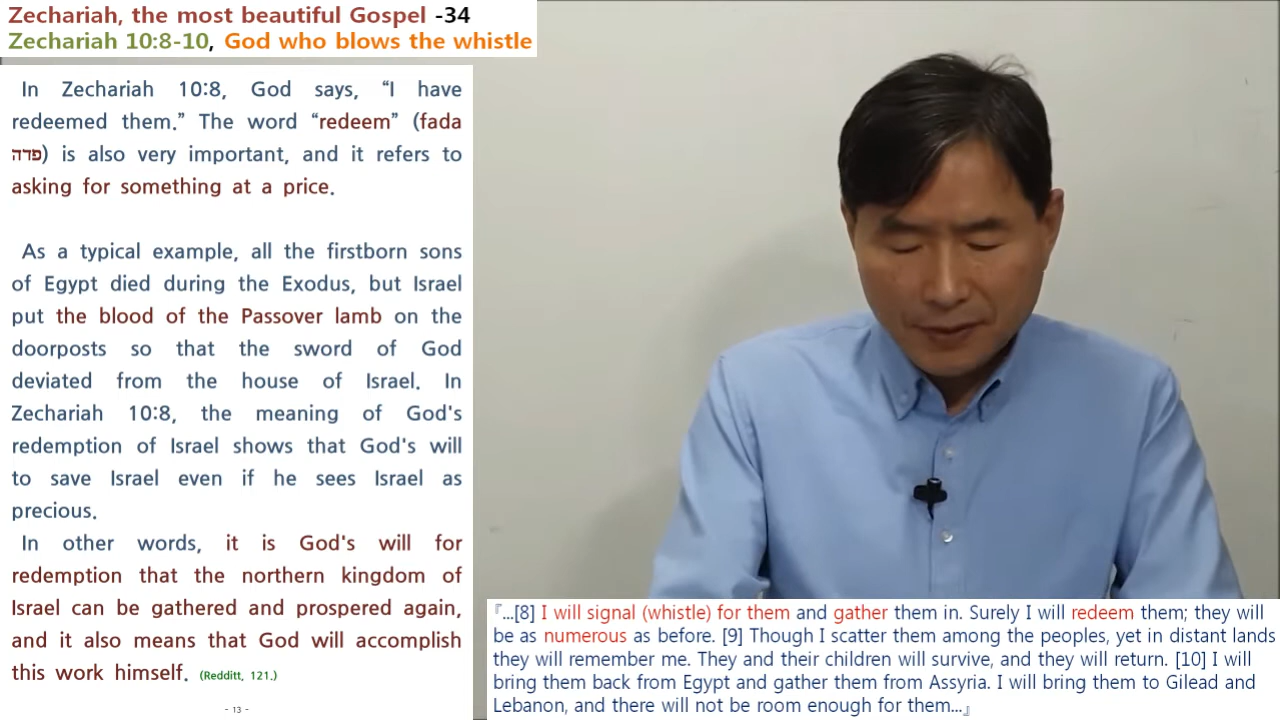 Zechariah, the most beautiful Gospel -34
Zechariah 10:8-10, God who blows the whistle
In Zechariah 10:8, God says, “I have
redeemed them.” The word “redeem” (fada
פדה) is also very important, and it refers to
asking for something at a price.
As a typical example, all the firstborn sons
of Egypt died during the Exodus, but Israel
put the blood of the Passover lamb on the
doorposts so that the sword of God
deviated from the house of Israel. In
Zechariah 10:8, the meaning of God's
redemption of Israel shows that God's will
to save Israel even if he sees Israel as
precious.
In other words, it is God's will for
redemption that the northern kingdom of
Israel can be gathered and prospered again,
and it also means that God will accomplish
this work himself. (Redditt, 121.)
- 13 -
『...[8] I will signal (whistle) for them and gather them in. Surely I will redeem them; they will
be as numerous as before. [9] Though I scatter them among the peoples, yet in distant lands
they will remember me. They and their children will survive, and they will return. [10] I will
bring them back from Egypt and gather them from Assyria. I will bring them to Gilead and
Lebanon, and there will not be room enough for them...』